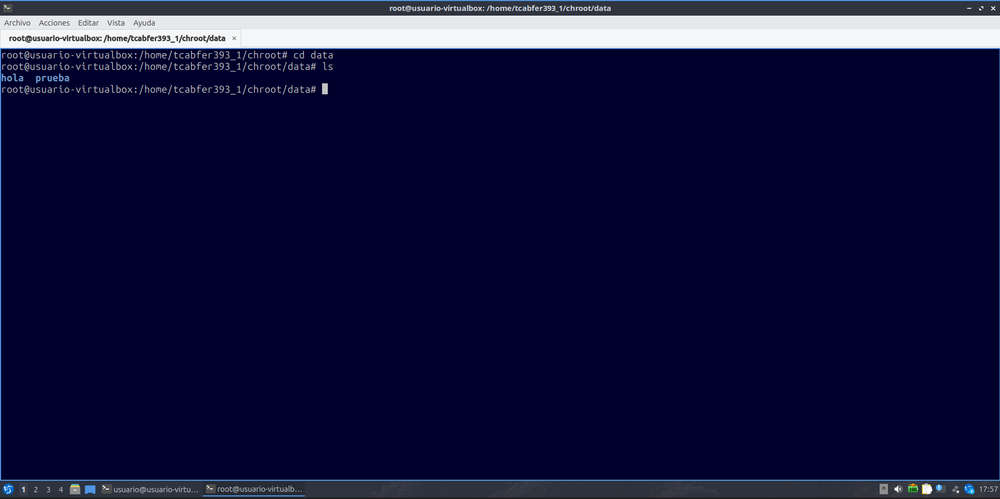 root@usuario-virtualbox: /home/tcabfer393_1/chroot/data
Archivo Acciones Editar Vista Ayuda
root@usuario-virtualbox: /home/tcabfer393_1/chroot/data ×
root@usuario-virtualbox:/home/tcabfer393_1/chroot# cd data
root@usuario-virtualbox:/home/tcabfer393_1/chroot/data# ls
hola  prueba
root@usuario-virtualbox:/home/tcabfer393_1/chroot/data#
1 2 3 4 usuario@usuario-virtu... root@usuario-virtualb... 100 17:57